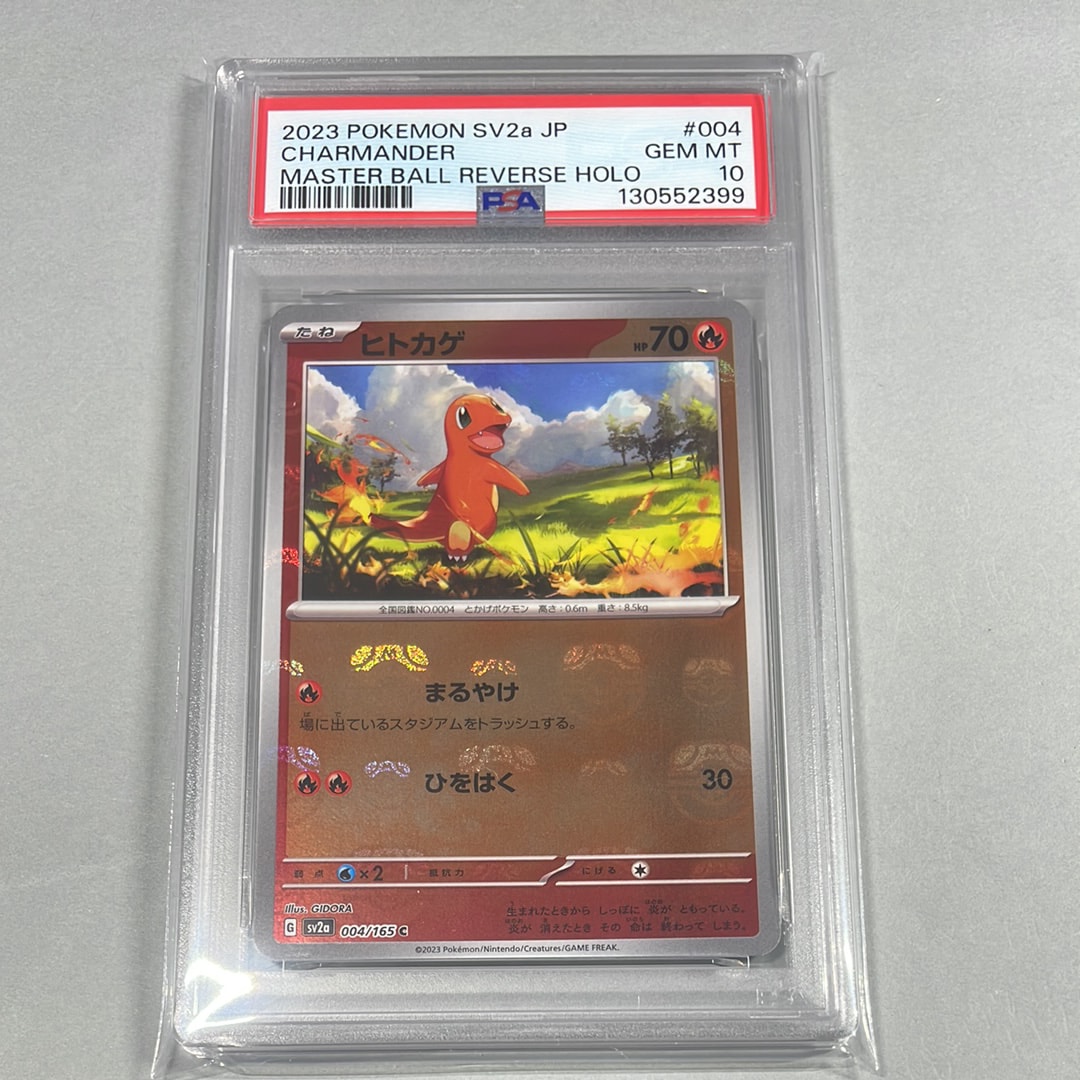 2023 POKEMON SV2a JP #004
CHARMANDER GEM MT
MASTER BALL REVERSE HOLO 10
PSA 130552399
たね ヒトカゲ HP 70
全国図鑑NO.0004 とかげポケモン 高さ:0.6m 重さ:8.5kg
まるやけ
場に出ているスタジアムをトラッシュする。
ひをはく 30
弱点 ×2 抵抗力 にげる
Illus. GIDORA
生まれたときから しっぽに 炎が ともっている。
炎が 消えたとき その 命は 終わって しまう。
G sv2a 004/165 C
©2023 Pokémon/Nintendo/Creatures/GAME FREAK.